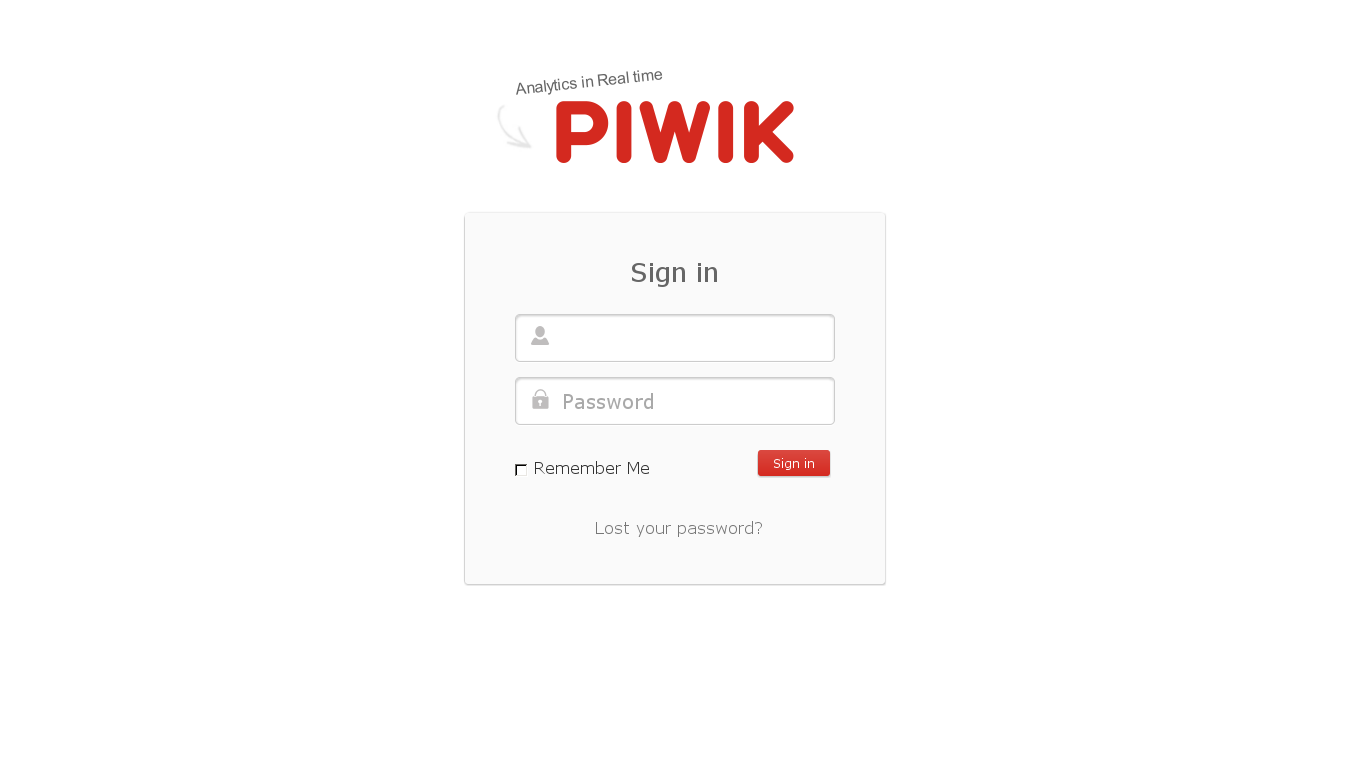 Analytics in Real time
PIWIK
Sign in
Password
Remember Me
Sign in
Lost your password?